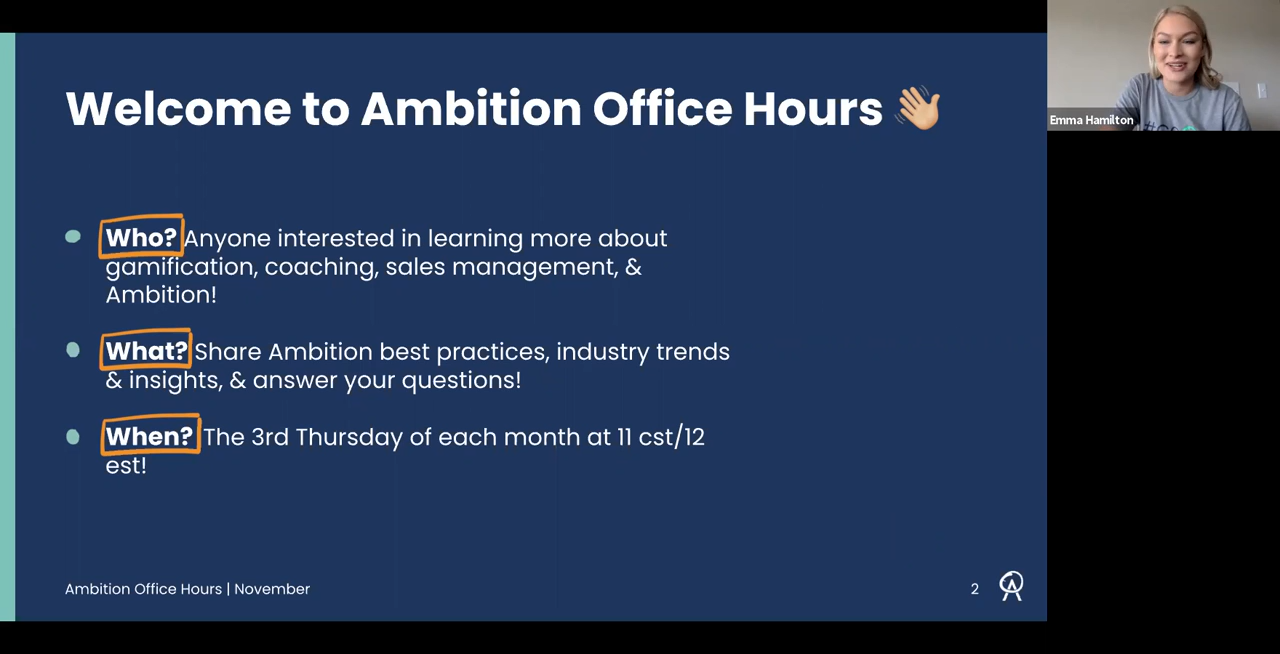 Welcome to Ambition Office Hours
Who? Anyone interested in learning more about
gamification, coaching, sales management, &
Ambition!
What? Share Ambition best practices, industry trends
& insights, & answer your questions!
When? The 3rd Thursday of each month at 11 cst/12
est!
Ambition Office Hours | November
2
Emma Hamilton